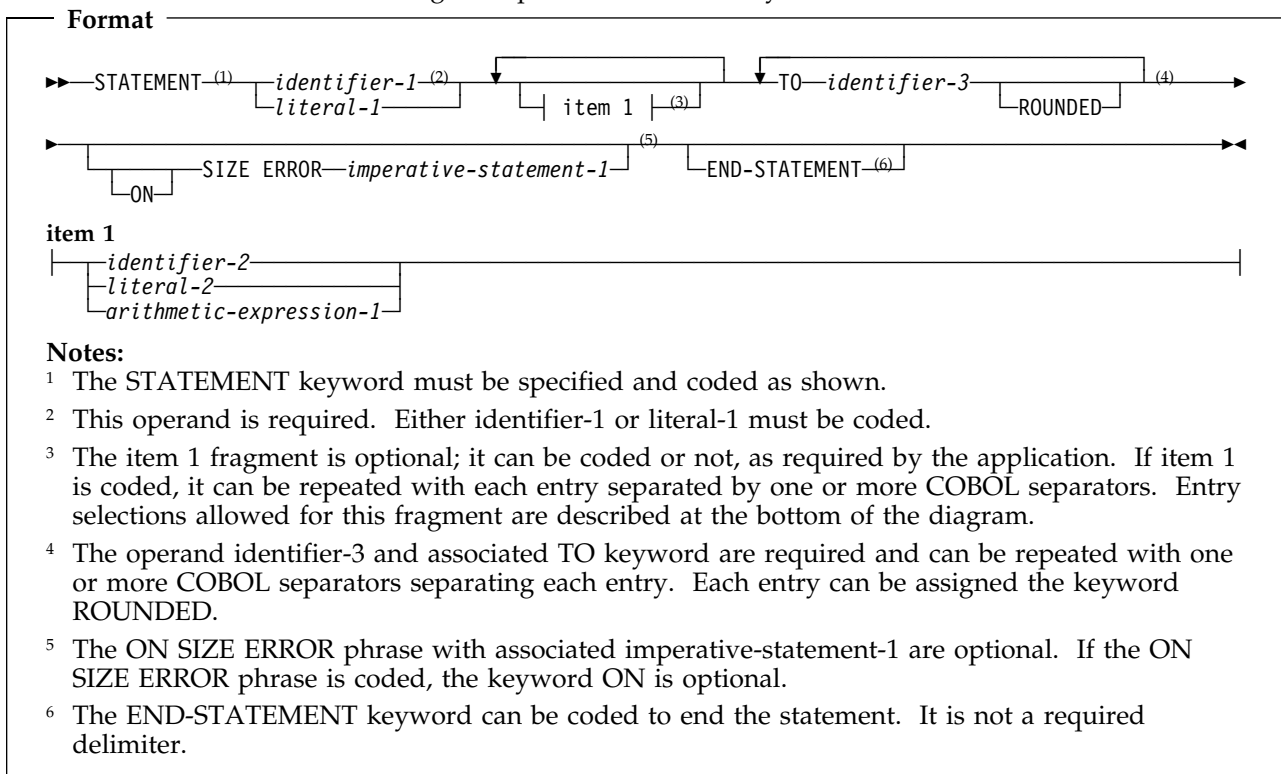 Format
STATEMENT (1) identifier-1 (2) TO identifier-3 (4)
literal-1 item 1 (3) ROUNDED
(5)
SIZE ERROR imperative-statement-1 END-STATEMENT (6)
ON
item 1
identifier-2
literal-2
arithmetic-expression-1
Notes:
1 The STATEMENT keyword must be specified and coded as shown.
2 This operand is required. Either identifier-1 or literal-1 must be coded.
3 The item 1 fragment is optional; it can be coded or not, as required by the application. If item 1
is coded, it can be repeated with each entry separated by one or more COBOL separators. Entry
selections allowed for this fragment are described at the bottom of the diagram.
4 The operand identifier-3 and associated TO keyword are required and can be repeated with one
or more COBOL separators separating each entry. Each entry can be assigned the keyword
ROUNDED.
5 The ON SIZE ERROR phrase with associated imperative-statement-1 are optional. If the ON
SIZE ERROR phrase is coded, the keyword ON is optional.
6 The END-STATEMENT keyword can be coded to end the statement. It is not a required
delimiter.